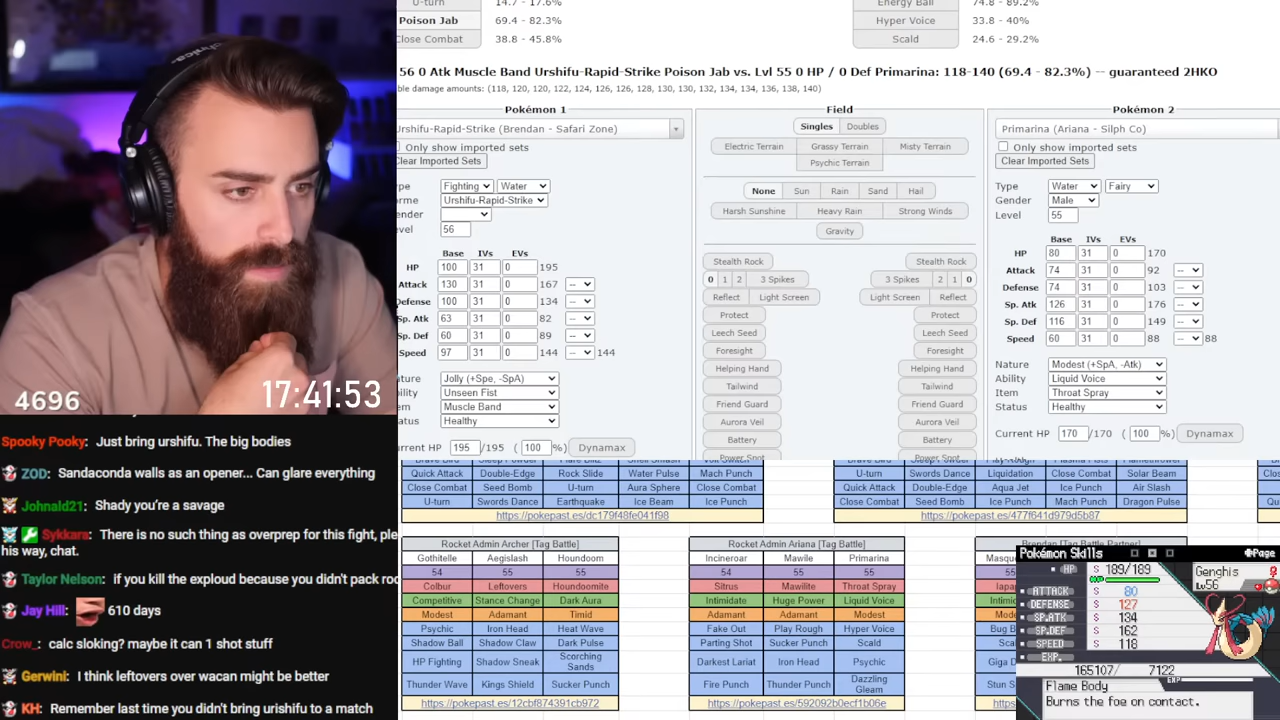 U-turn 14.7 - 17.6% Energy Ball 74.8 - 89.2%
Poison Jab 69.4 - 82.3% Hyper Voice 33.8 - 40%
Close Combat 38.8 - 45.8% Scald 24.6 - 29.2%
56 0 Atk Muscle Band Urshifu-Rapid-Strike Poison Jab vs. Lvl 55 0 HP / 0 Def Primarina: 118-140 (69.4 - 82.3%) -- guaranteed 2HKO
ble damage amounts: (118, 120, 120, 122, 124, 126, 126, 128, 130, 130, 132, 134, 134, 136, 138, 140)
Pokémon 1 Field Pokémon 2
Urshifu-Rapid-Strike (Brendan - Safari Zone) Singles Doubles Primarina (Ariana - Silph Co)
Only show imported sets Electric Terrain Grassy Terrain Misty Terrain Only show imported sets
Clear Imported Sets Psychic Terrain Clear Imported Sets
ype Fighting Water None Sun Rain Sand Hail Type Water Fairy
orme Urshifu-Rapid-Strike Gender Male
ender Harsh Sunshine Heavy Rain Strong Winds Level 55
evel 56 Gravity
Base IVs EVs Base IVs EVs
HP 100 31 0 195 Stealth Rock Stealth Rock HP 80 31 0 170
Attack 130 31 0 167 -- 0 1 2 3 Spikes 3 Spikes 2 1 0 Attack 74 31 0 92 --
Defense 100 31 0 134 -- Reflect Light Screen Light Screen Reflect Defense 74 31 0 103 --
Sp. Atk 63 31 0 82 -- Protect Protect Sp. Atk 126 31 0 176 --
Sp. Def 60 31 0 89 -- Leech Seed Leech Seed Sp. Def 116 31 0 149 --
Speed 97 31 0 144 -- 144 Foresight Foresight Speed 60 31 0 88 -- 88
Helping Hand Helping Hand
ature Jolly (+Spe, -SpA) Tailwind Tailwind Nature Modest (+SpA, -Atk)
bility Unseen Fist Friend Guard Friend Guard Ability Liquid Voice
em Muscle Band Aurora Veil Aurora Veil Item Throat Spray
tatus Healthy Battery Battery Status Healthy
urrent HP 195 /195 ( 100 %) Dynamax Power Spot Power Spot Current HP 170 /170 ( 100 %) Dynamax
4696 17:41:53
Spooky Pooky: Just bring urshifu. The big bodies
ZOD: Sandaconda walls as an opener... Can glare everything
Johnald21: Shady you're a savage
Sykkara: There is no such thing as overprep for this fight, ple
his way, chat.
Taylor Nelson: if you kill the exploud because you didn't pack roc
Jay Hill: 610 days
Crow_: calc sköxing? maybe it can 1 shot stuff
Gerwini: I think leftovers over wacan might be better
KH: Remember last time you didn't bring urshifu to a match
Quick Attack Double-Edge Rock Slide Water Pulse Mach Punch U-turn Swords Dance Liquidation Close Combat Solar Beam
Close Combat Seed Bomb U-turn Aura Sphere Close Combat Quick Attack Double-Edge Aqua Jet Ice Punch Air Slash
U-turn Swords Dance Earthquake Ice Beam Ice Punch Close Combat Seed Bomb Ice Punch Mach Punch Dragon Pulse
https://pokepast.es/dc179f48fe041f98 https://pokepast.es/477f641d979d5b87
Rocket Admin Archer [Tag Battle] Rocket Admin Ariana [Tag Battle] Brendan [Tag Battle Partner]
Gothitelle Aegislash Houndoom Incineroar Mawile Primarina Masqu
54 55 55 54 55 55
Colbur Leftovers Houndoomite Sitrus Mawilite Throat Spray Iapa
Competitive Stance Change Dark Aura Intimidate Huge Power Liquid Voice Intimi
Modest Adamant Timid Adamant Adamant Modest Mod
Psychic Iron Head Heat Wave Fake Out Play Rough Hyper Voice Bug B
Shadow Ball Shadow Claw Dark Pulse Parting Shot Sucker Punch Scald
HP Fighting Shadow Sneak Scorching Sands Darkest Lariat Iron Head Psychic Giga D
Thunder Wave Kings Shield Sucker Punch Fire Punch Thunder Punch Dazzling Gleam Stun S
https://pokepast.es/12cbf874391cb972 https://pokepast.es/592092b0ecf1b06e
Pokémon Skills Page
HP 189/189 Genghis
Lv56
ATTACK 80
DEFENSE 127
SP.ATK 134
SP.DEF 162
SPEED 118
EXP.
165107/ 7122
Flame Body
Burns the foe on contact.